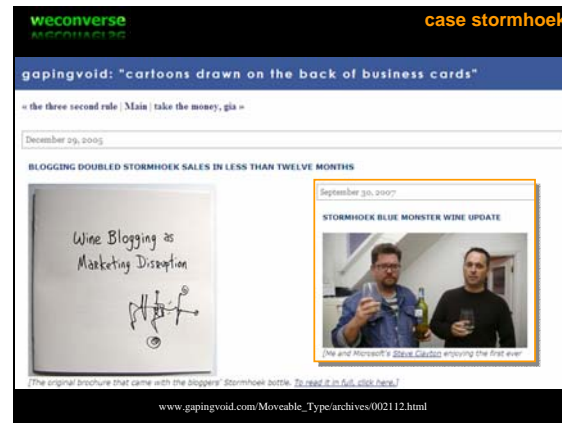 weconverse
case stormhoek
gapingvoid: "cartoons drawn on the back of business cards"
« the three second rule | Main | take the money, gia »
December 29, 2005
BLOGGING DOUBLED STORMHOEK SALES IN LESS THAN TWELVE MONTHS
Wine Blogging as
Marketing Disruption
September 30, 2007
STORMHOEK BLUE MONSTER WINE UPDATE
[Me and Microsoft's Steve Clayton enjoying the first ever
[The original brochure that came with the bloggers' Stormhoek bottle. To read it in full, click here.]
www.gapingvoid.com/Moveable_Type/archives/002112.html